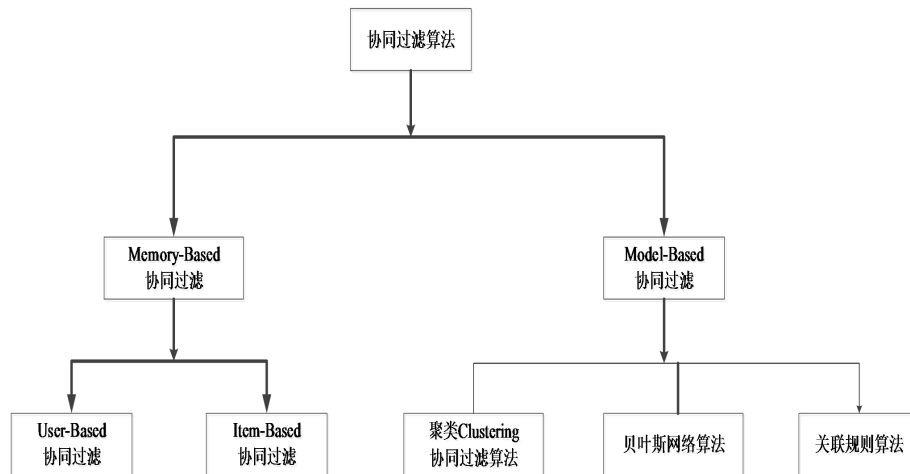 协同过滤算法
Memory-Based
协同过滤
Model-Based
协同过滤
User-Based
协同过滤
Item-Based
协同过滤
聚类Clustering
协同过滤算法
贝叶斯网络算法
关联规则算法